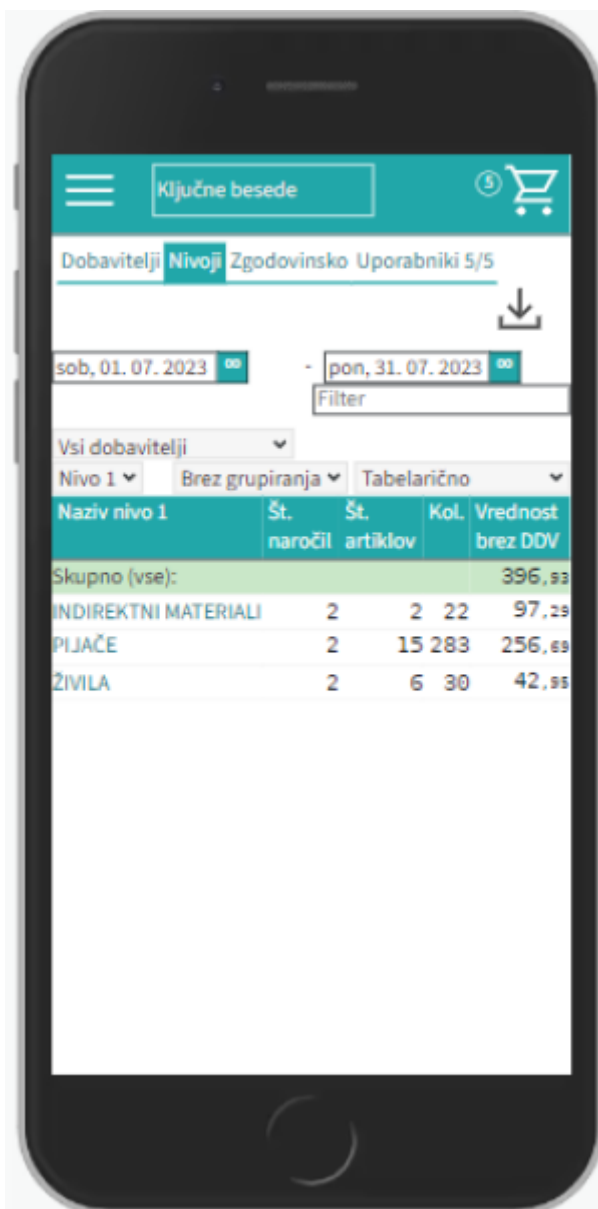 Ključne besede
5
Dobavitelji Nivoji Zgodovinsko Uporabniki 5/5
sob, 01. 07. 2023 - pon, 31. 07. 2023
Filter
Vsi dobavitelji
Nivo 1 Brez grupiranja Tabelarično
Naziv nivo 1 Št. naročil Št. artiklov Kol. Vrednost brez DDV
Skupno (vse): 396,93
INDIREKTNI MATERIALI 2 2 22 97,29
PIJAČE 2 15 283 256,69
ŽIVILA 2 6 30 42,95